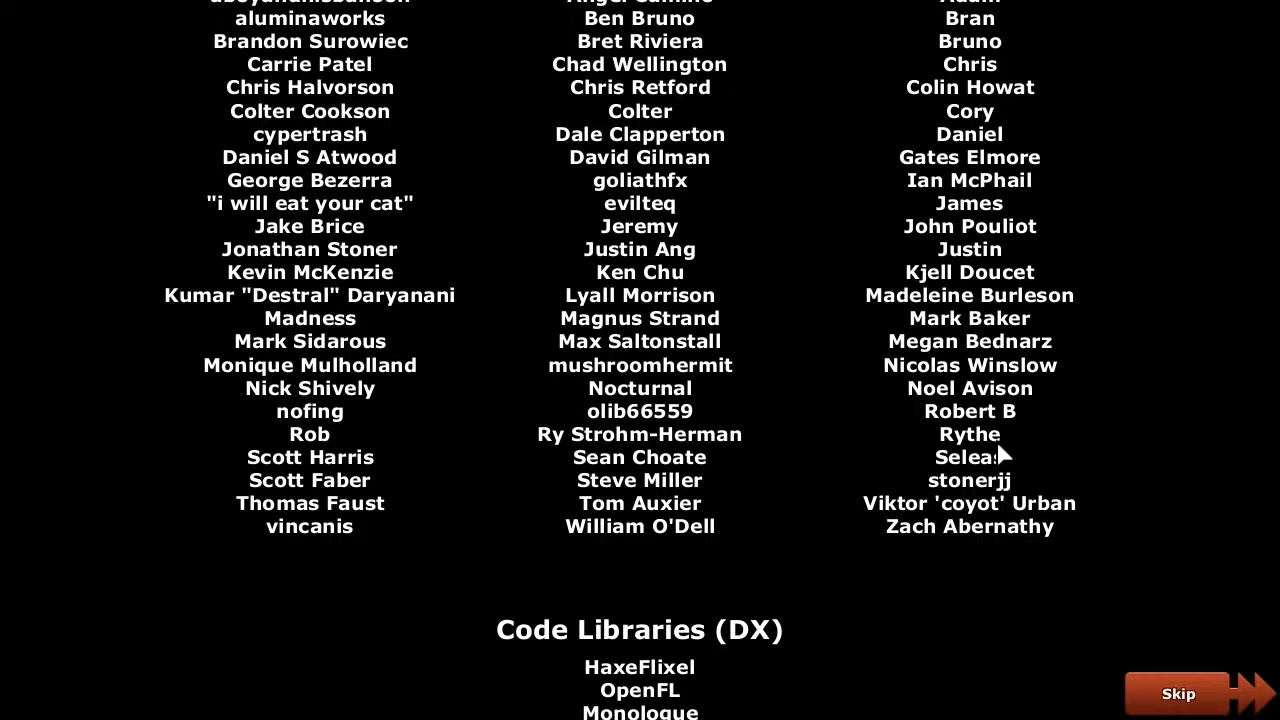 aluminaworks Ben Bruno Bran
Brandon Surowiec Bret Riviera Bruno
Carrie Patel Chad Wellington Chris
Chris Halvorson Chris Retford Colin Howat
Colter Cookson Colter Cory
cypertrash Dale Clapperton Daniel
Daniel S Atwood David Gilman Gates Elmore
George Bezerra goliathfx Ian McPhail
"i will eat your cat" evilteq James
Jake Brice Jeremy John Pouliot
Jonathan Stoner Justin Ang Justin
Kevin McKenzie Ken Chu Kjell Doucet
Kumar "Destral" Daryanani Lyall Morrison Madeleine Burleson
Madness Magnus Strand Mark Baker
Mark Sidarous Max Saltonstall Megan Bednarz
Monique Mulholland mushroomhermit Nicolas Winslow
Nick Shively Nocturnal Noel Avison
nofing olib66559 Robert B
Rob Ry Strohm-Herman Rythe
Scott Harris Sean Choate
Scott Faber Steve Miller stonerjj
Thomas Faust Tom Auxier Viktor 'coyot' Urban
vincanis William O'Dell Zach Abernathy
Code Libraries (DX)
HaxeFlixel
OpenFL
Monologue
Skip